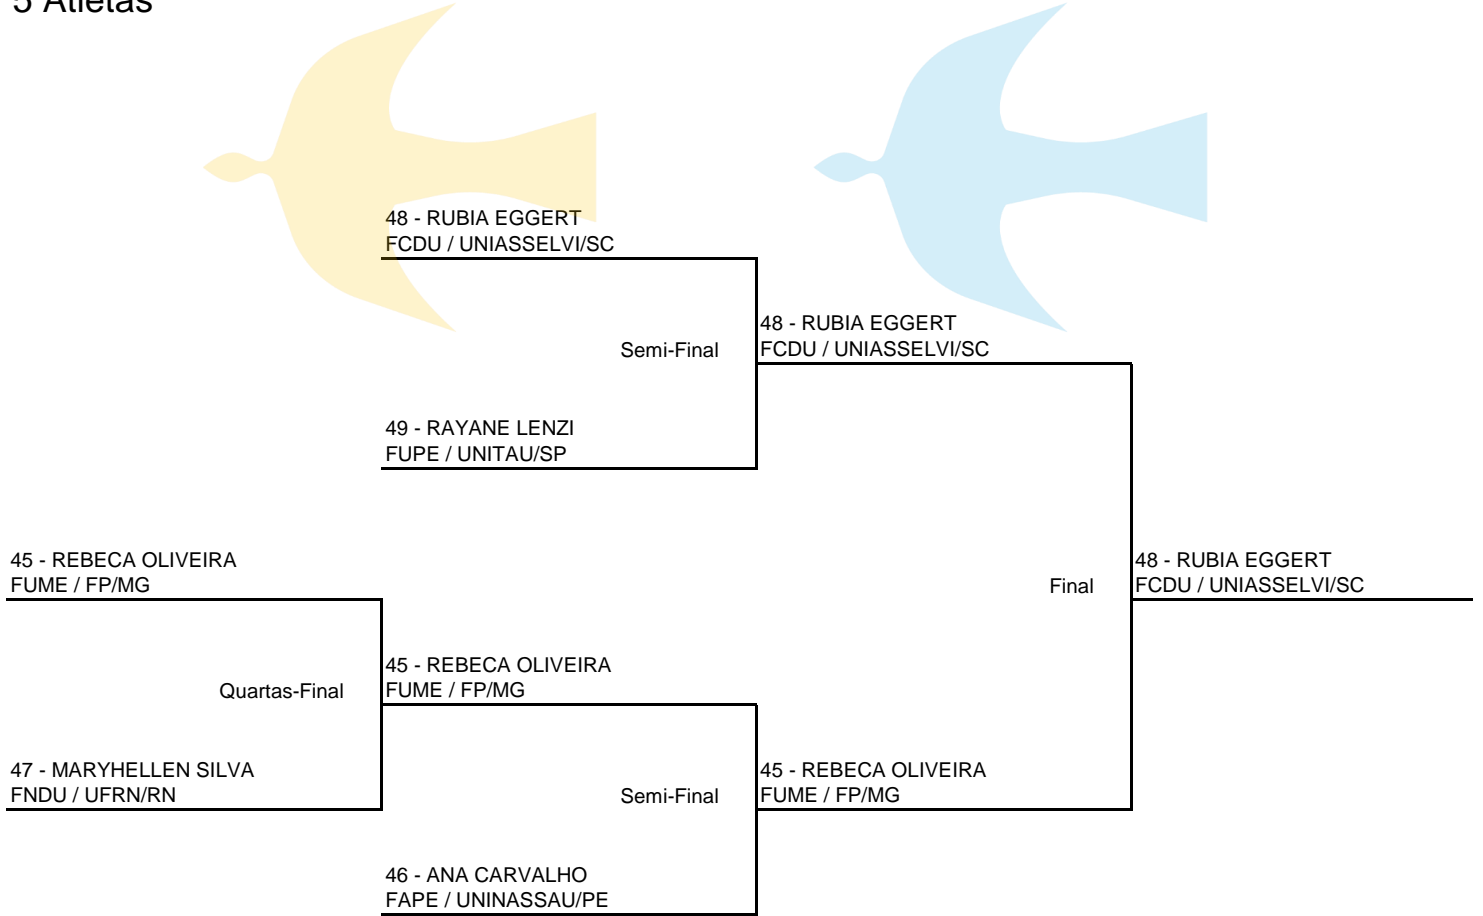 5 Atletas
48 - RUBIA EGGERT
FCDU / UNIASSELVI/SC
48 - RUBIA EGGERT
FCDU / UNIASSELVI/SC
Semi-Final
49 - RAYANE LENZI
FUPE / UNITAU/SP
45 - REBECA OLIVEIRA
FUME / FP/MG
48 - RUBIA EGGERT
FCDU / UNIASSELVI/SC
Final
45 - REBECA OLIVEIRA
FUME / FP/MG
Quartas-Final
47 - MARYHELLEN SILVA
FNDU / UFRN/RN
45 - REBECA OLIVEIRA
FUME / FP/MG
Semi-Final
46 - ANA CARVALHO
FAPE / UNINASSAU/PE